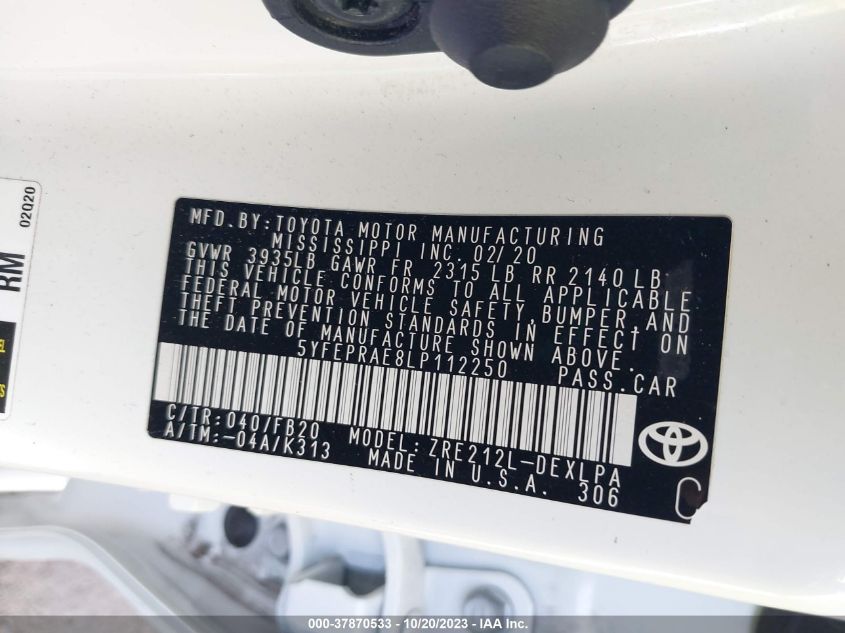 MFD. BY: TOYOTA MOTOR MANUFACTURING
MISSISSIPPI INC. 02/20
GVWR 3935LB GAWR FR 2315 LB RR 2140 LB
THIS VEHICLE CONFORMS TO ALL APPLICABLE
FEDERAL MOTOR VEHICLE SAFETY, BUMPER, AND
THEFT PREVENTION STANDARDS IN EFFECT ON
THE DATE OF MANUFACTURE SHOWN ABOVE.
5YFEPRAE8LP112250 PASS.CAR
C/TR: 040/FB20 MODEL: ZRE212L-DEXLPA
A/TM:-04A/K313 MADE IN U.S.A. 306
C
02Q20
RM
000-37870533 - 10/20/2023 - IAA Inc.